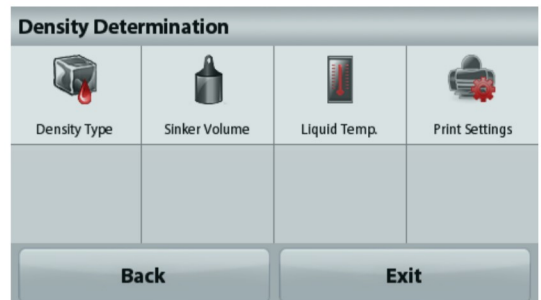 Density Determination
Density Type
Sinker Volume
Liquid Temp.
Print Settings
Back
Exit